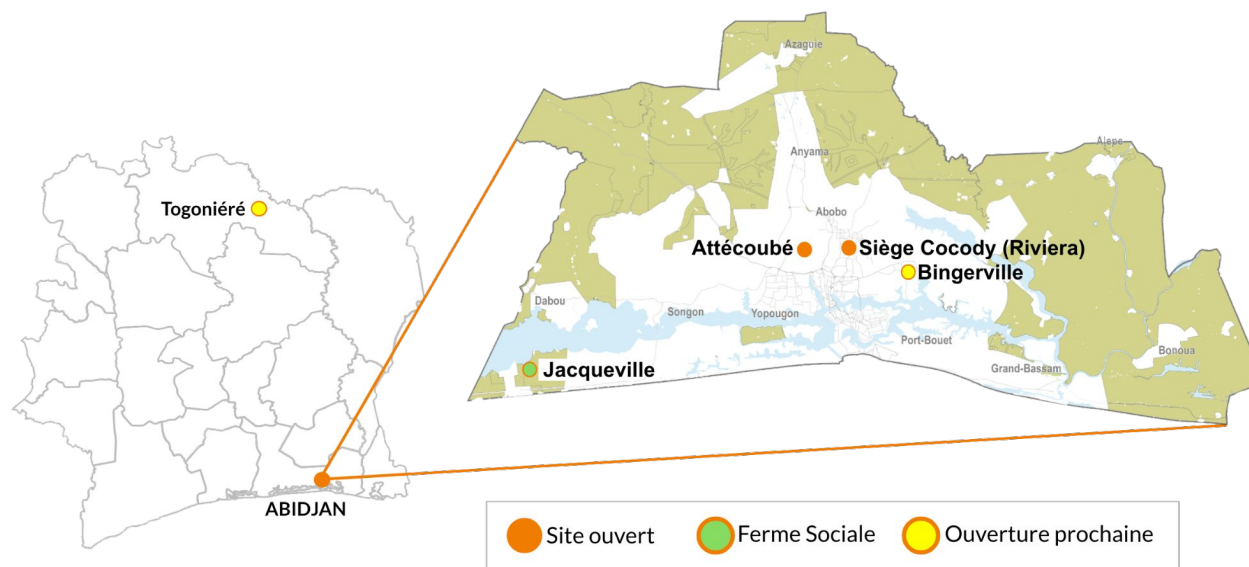 Togoniéré
ABIDJAN
Azaguie
Alepe
Anyama
Abobo
Attécoubé
Siège Cocody (Riviera)
Bingerville
Dabou
Songon
Yopougon
Port-Bouet
Bonoua
Jacqueville
Grand-Bassam
Site ouvert
Ferme Sociale
Ouverture prochaine